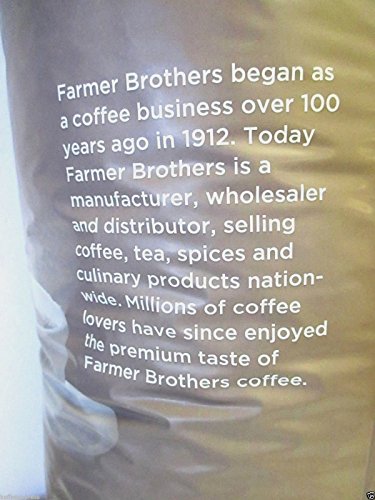 Farmer Brothers began as
a coffee business over 100
years ago in 1912. Today
Farmer Brothers is a
manufacturer, wholesaler
and distributor, selling
coffee, tea, spices and
culinary products nation-
wide. Millions of coffee
lovers have since enjoyed
the premium taste of
Farmer Brothers coffee.